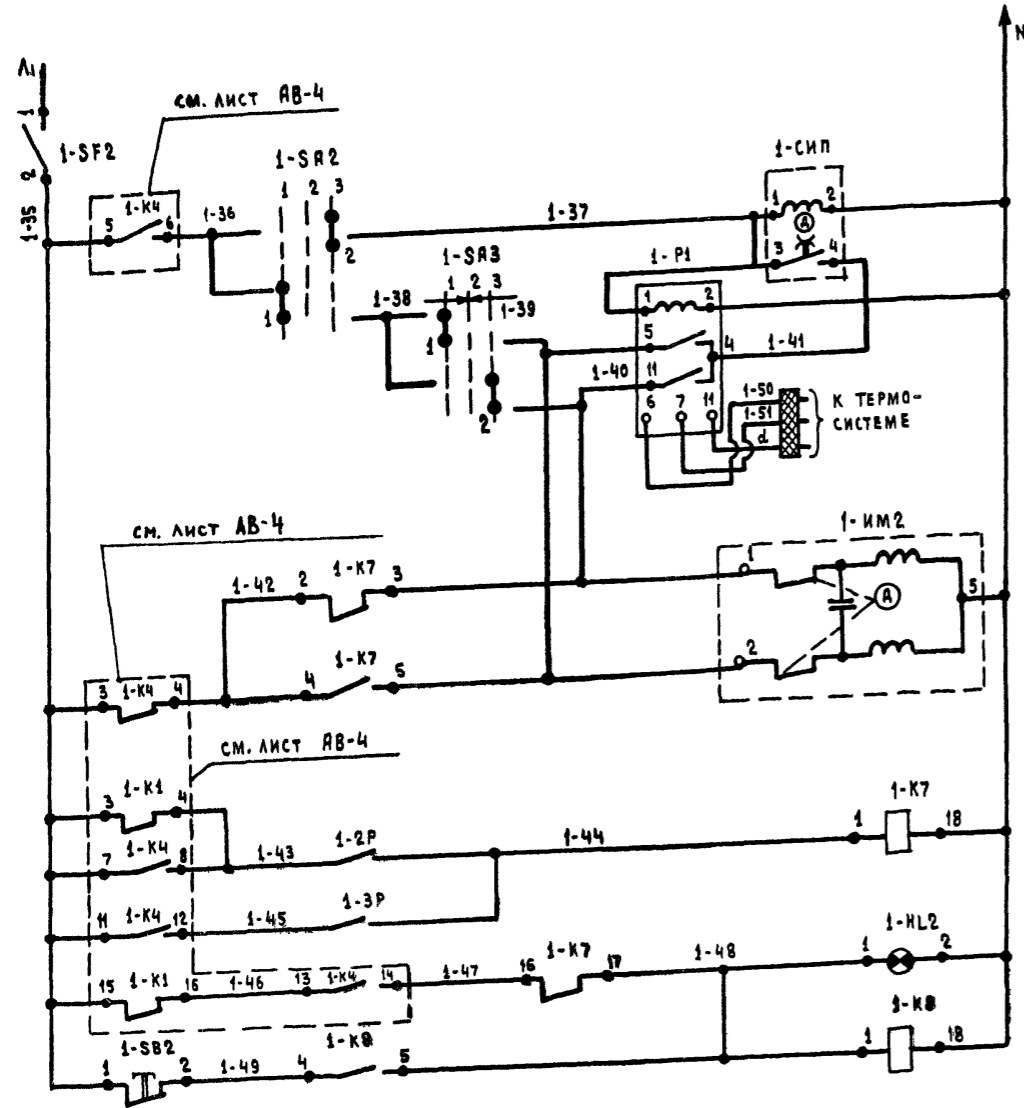 Л1
N
см. лист АВ-4
1
1-SF2
2
1-35
1-SA2
1 2 3
1-СИП
1 2
А
3 4
1-К4
5 6
1-36
1-37
2
1
1-SA3
1 2 3
1-38
1-39
1
2
1-Р1
1 2
5
4
1-41
1-40
11
6 7 11
1-50
1-51
d
К ТЕРМО-
СИСТЕМЕ
см. лист АВ-4
1-ИМ2
1
А
5
2
1-42
2
1-К7
3
1-К7
4 5
3 1-К4 4
см. лист АВ-4
1-К1
3 4
1-К4
7 8
1-43
1-2Р
1-44
1-К7
1 18
11 1-К4 12
1-45
1-3Р
15 1-К1 16
1-46
13 1-К4 14
1-47
1-К7
16 17
1-48
1-HL2
1 2
1-К8
1 18
1-SB2
1 2
1-49
1-К8
4 5